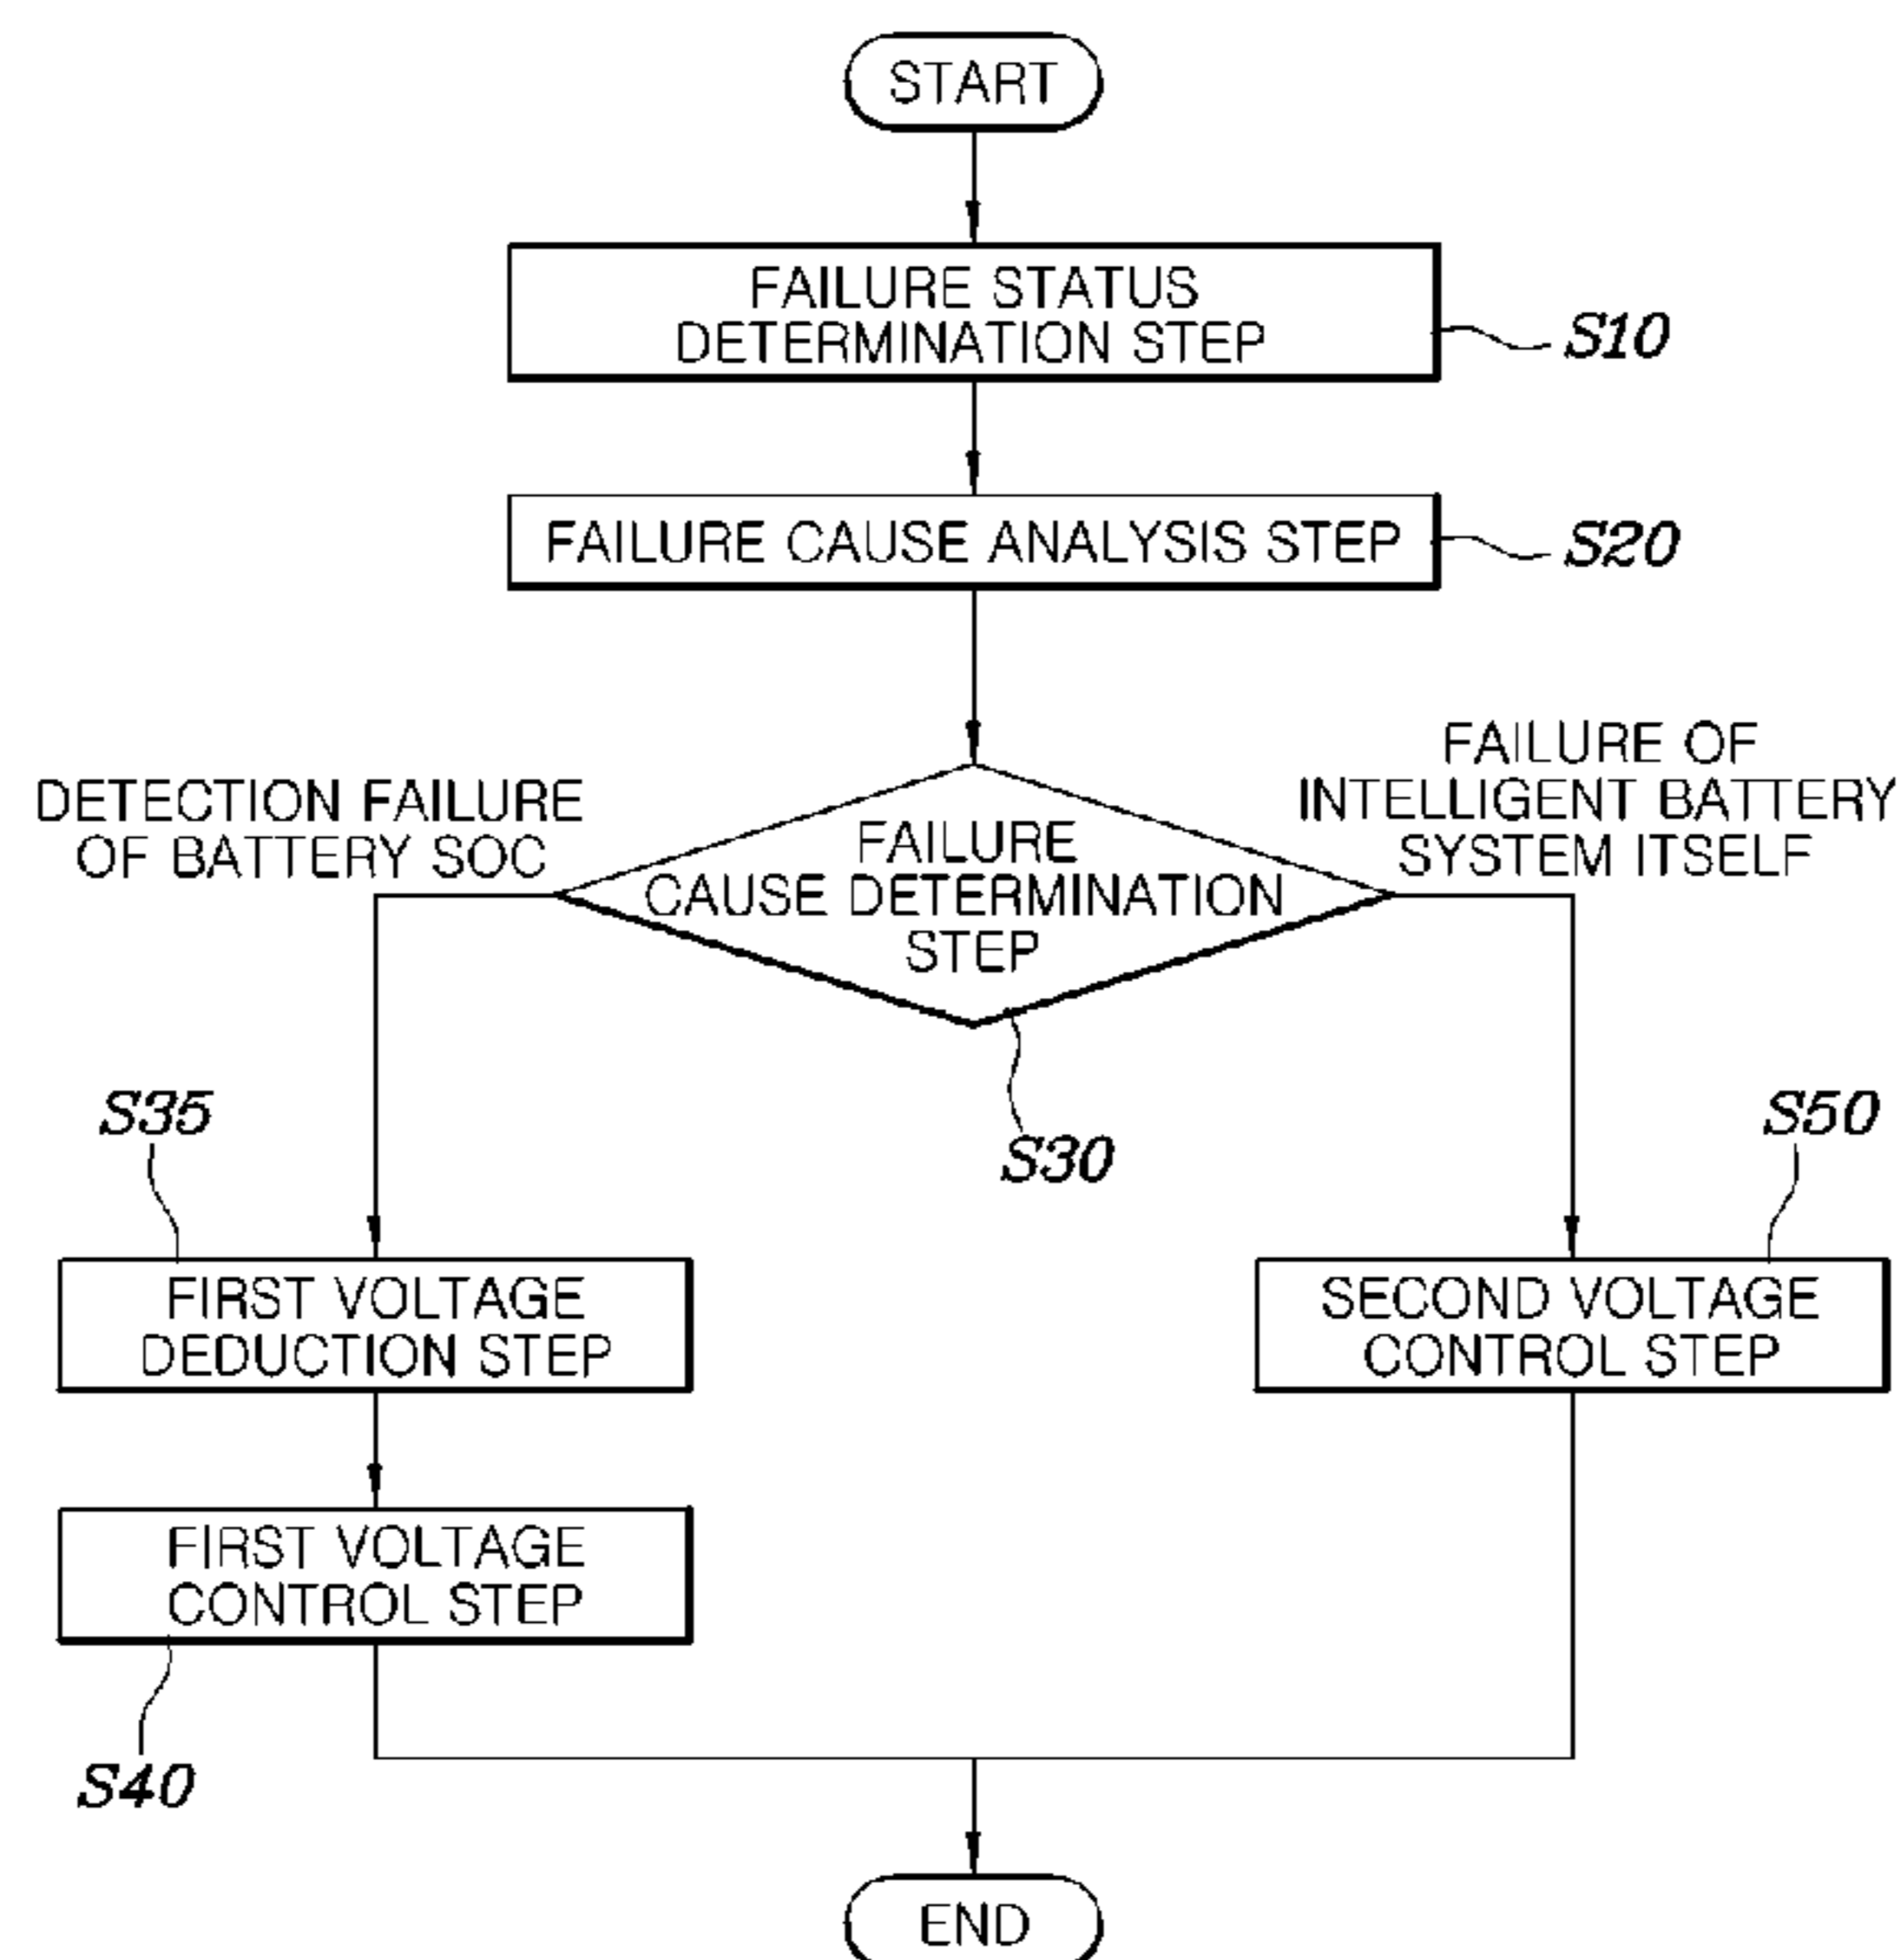 START
FAILURE STATUS
DETERMINATION STEP
S10
FAILURE CAUSE ANALYSIS STEP
S20
DETECTION FAILURE
OF BATTERY SOC
FAILURE
CAUSE DETERMINATION
STEP
FAILURE OF
INTELLIGENT BATTERY
SYSTEM ITSELF
S30
S35
S50
FIRST VOLTAGE
DEDUCTION STEP
SECOND VOLTAGE
CONTROL STEP
FIRST VOLTAGE
CONTROL STEP
S40
END